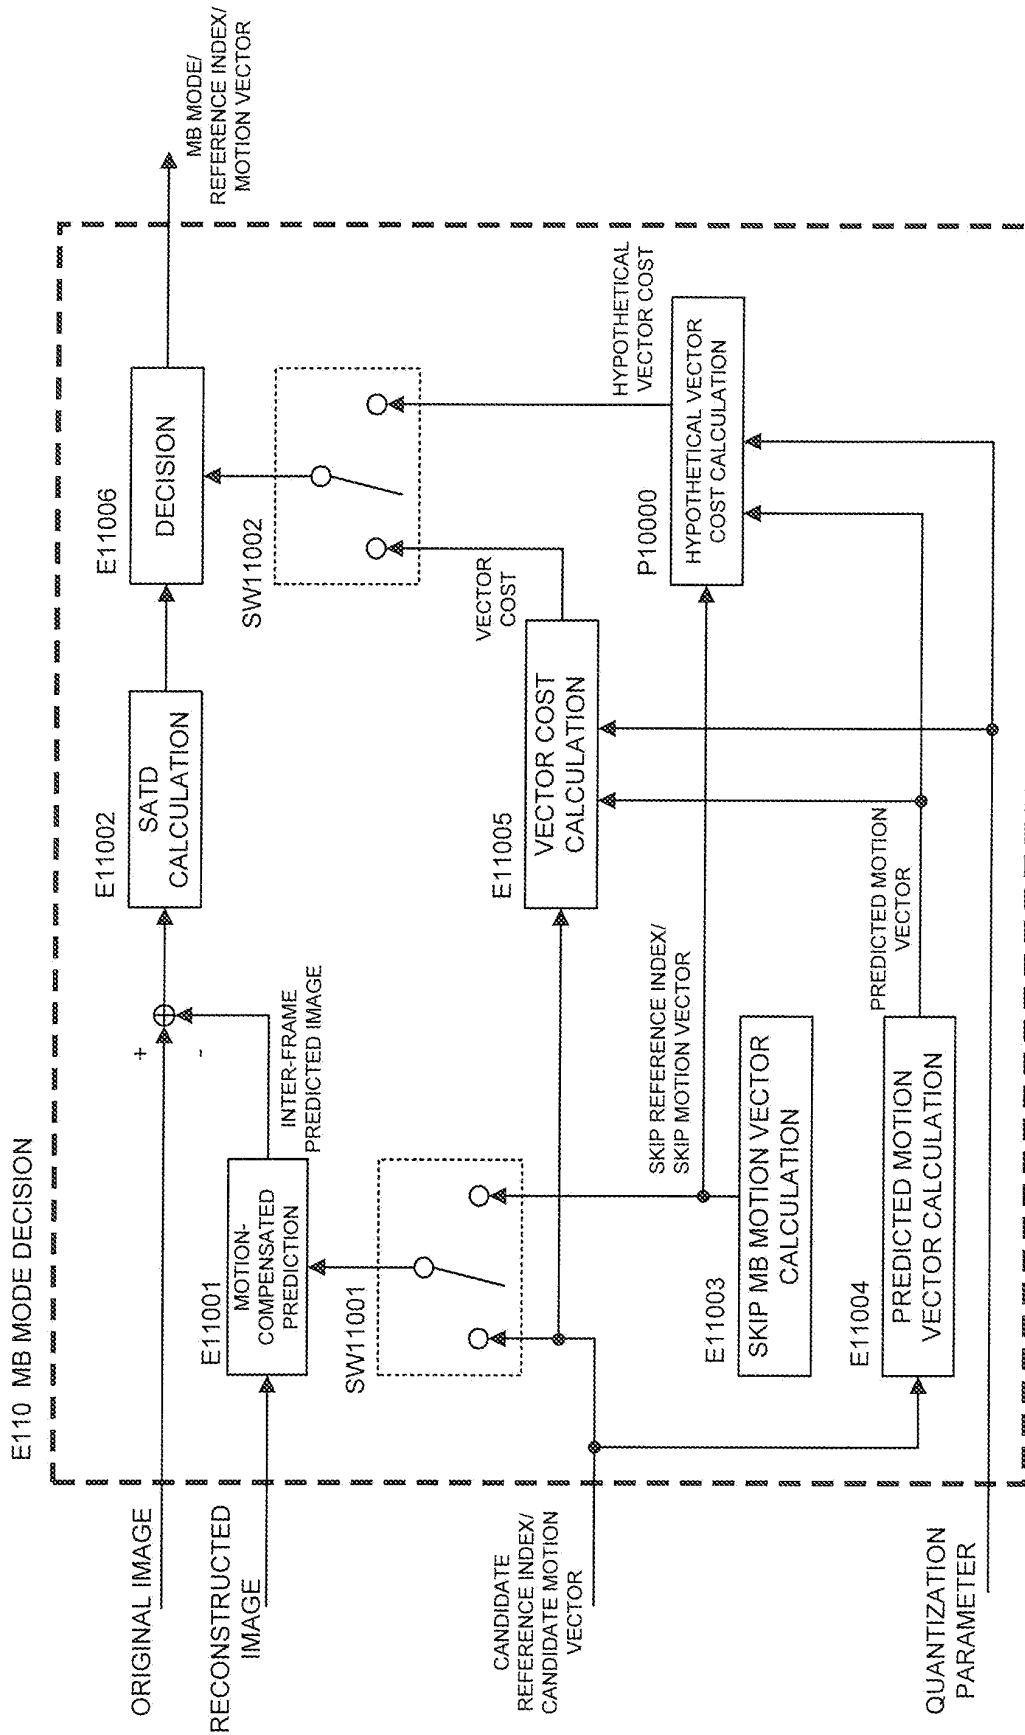 E110 MB MODE DECISION
ORIGINAL IMAGE
RECONSTRUCTED
IMAGE
CANDIDATE
REFERENCE INDEX/
CANDIDATE MOTION
VECTOR
QUANTIZATION
PARAMETER
+
-
E11001
MOTION-
COMPENSATED
PREDICTION
INTER-FRAME
PREDICTED IMAGE
SW11001
E11002
SATD
CALCULATION
E11006
DECISION
MB MODE/
REFERENCE INDEX/
MOTION VECTOR
SW11002
VECTOR
COST
HYPOTHETICAL
VECTOR COST
E11005
VECTOR COST
CALCULATION
P10000
HYPOTHETICAL VECTOR
COST CALCULATION
SKIP REFERENCE INDEX/
SKIP MOTION VECTOR
E11003
SKIP MB MOTION VECTOR
CALCULATION
E11004
PREDICTED MOTION
VECTOR CALCULATION
PREDICTED MOTION
VECTOR